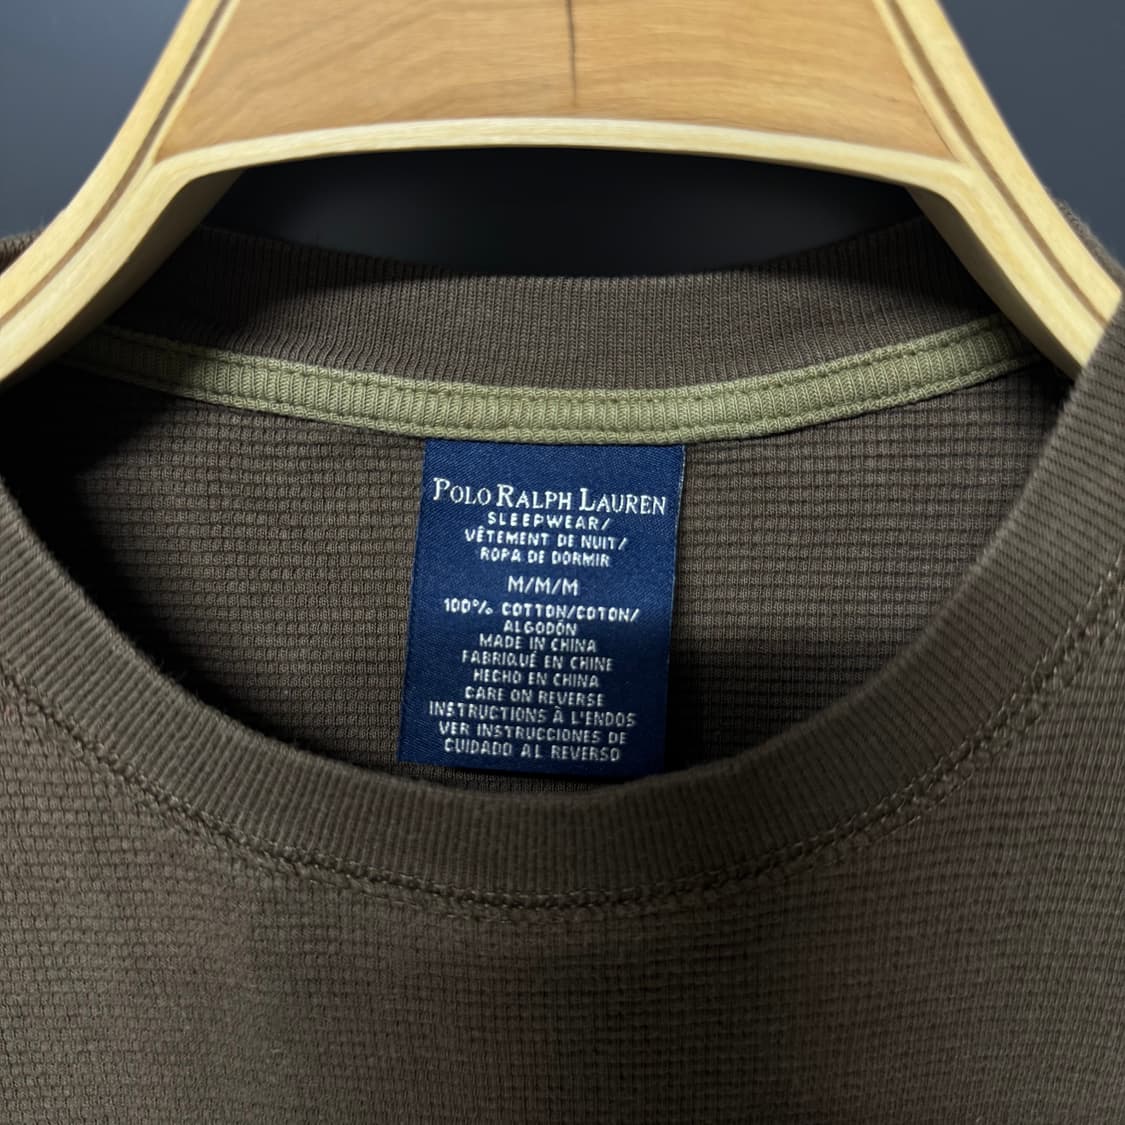 POLO RALPH LAUREN
SLEEPWEAR/
VÊTEMENT DE NUIT/
ROPA DE DORMIR
M/M/M
100% COTTON/COTON/
ALGODÓN
MADE IN CHINA
FABRIQUÉ EN CHINE
HECHO EN CHINA
CARE ON REVERSE
INSTRUCTIONS À L'ENDOS
VER INSTRUCCIONES DE
CUIDADO AL REVERSO